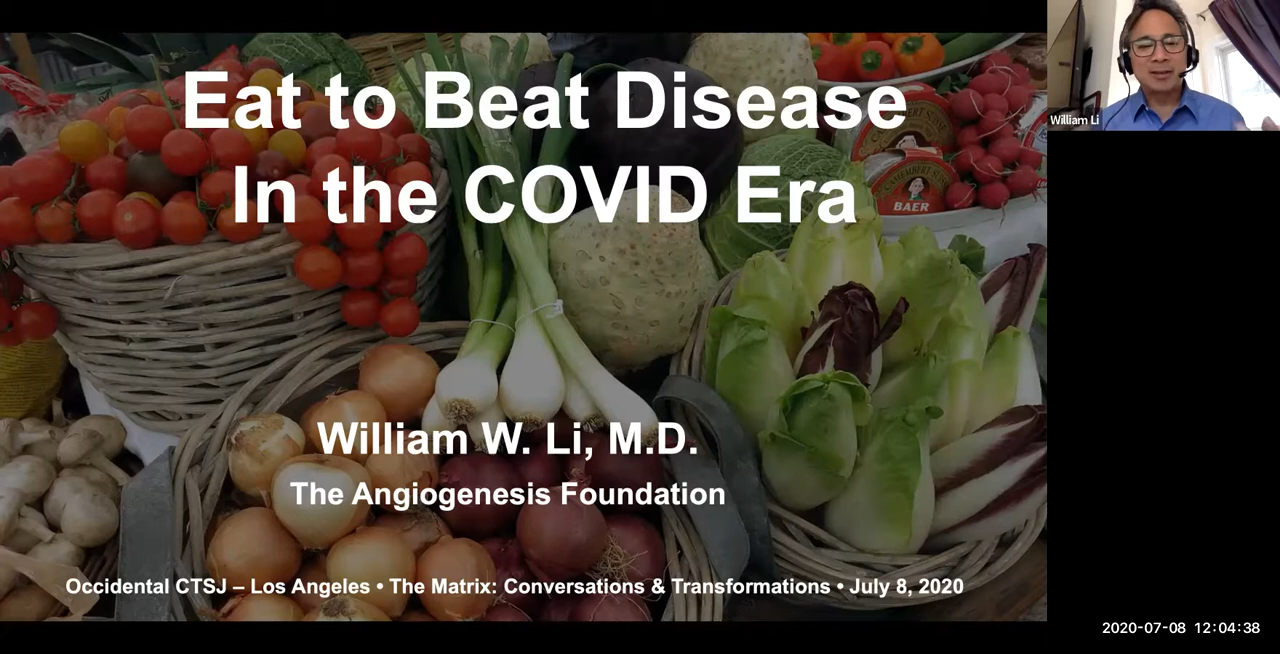 Eat to Beat Disease
In the COVID Era
William W. Li, M.D.
The Angiogenesis Foundation
Occidental CTSJ – Los Angeles • The Matrix: Conversations & Transformations • July 8, 2020
William Li
CAMEMBERT
BAER
2020-07-08 12:04:38